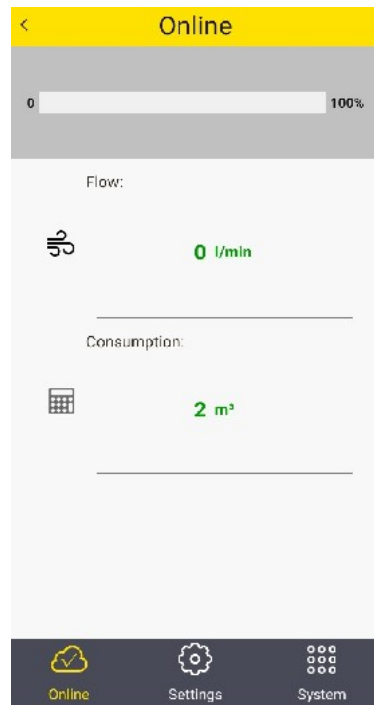 Online
0 100%
Flow:
0 l/min
Consumption:
2 m³
Online Settings System